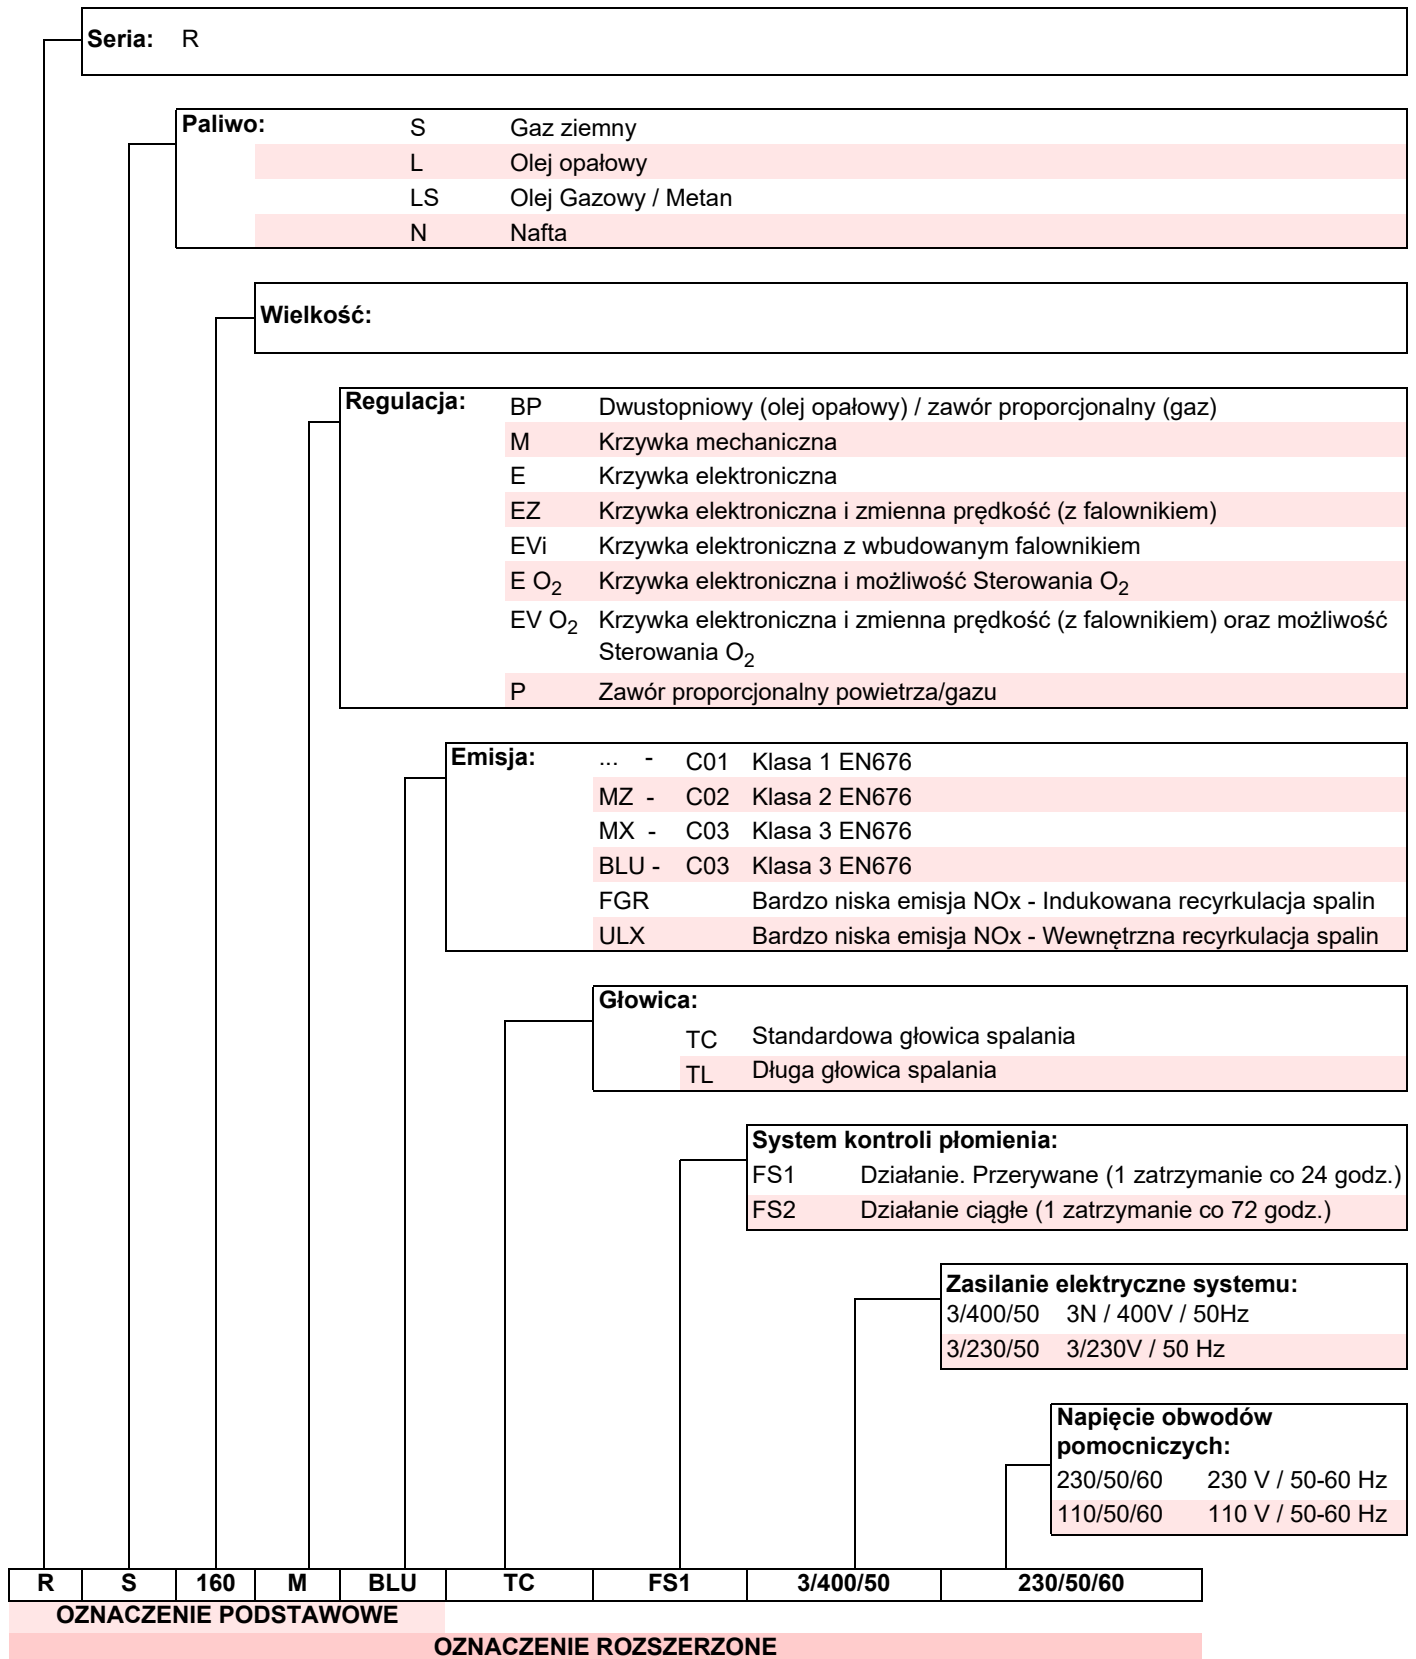 Seria: R
Paliwo: S Gaz ziemny
L Olej opałowy
LS Olej Gazowy / Metan
N Nafta
Wielkość:
Regulacja: BP Dwustopniowy (olej opałowy) / zawór proporcjonalny (gaz)
M Krzywka mechaniczna
E Krzywka elektroniczna
EZ Krzywka elektroniczna i zmienna prędkość (z falownikiem)
EVi Krzywka elektroniczna z wbudowanym falownikiem
E O2 Krzywka elektroniczna i możliwość Sterowania O2
EV O2 Krzywka elektroniczna i zmienna prędkość (z falownikiem) oraz możliwość
Sterowania O2
P Zawór proporcjonalny powietrza/gazu
Emisja: ... - C01 Klasa 1 EN676
MZ - C02 Klasa 2 EN676
MX - C03 Klasa 3 EN676
BLU - C03 Klasa 3 EN676
FGR Bardzo niska emisja NOx - Indukowana recyrkulacja spalin
ULX Bardzo niska emisja NOx - Wewnętrzna recyrkulacja spalin
Głowica:
TC Standardowa głowica spalania
TL Długa głowica spalania
System kontroli płomienia:
FS1 Działanie. Przerywane (1 zatrzymanie co 24 godz.)
FS2 Działanie ciągłe (1 zatrzymanie co 72 godz.)
Zasilanie elektryczne systemu:
3/400/50 3N / 400V / 50Hz
3/230/50 3/230V / 50 Hz
Napięcie obwodów
pomocniczych:
230/50/60 230 V / 50-60 Hz
110/50/60 110 V / 50-60 Hz
R S 160 M BLU TC FS1 3/400/50 230/50/60
OZNACZENIE PODSTAWOWE
OZNACZENIE ROZSZERZONE